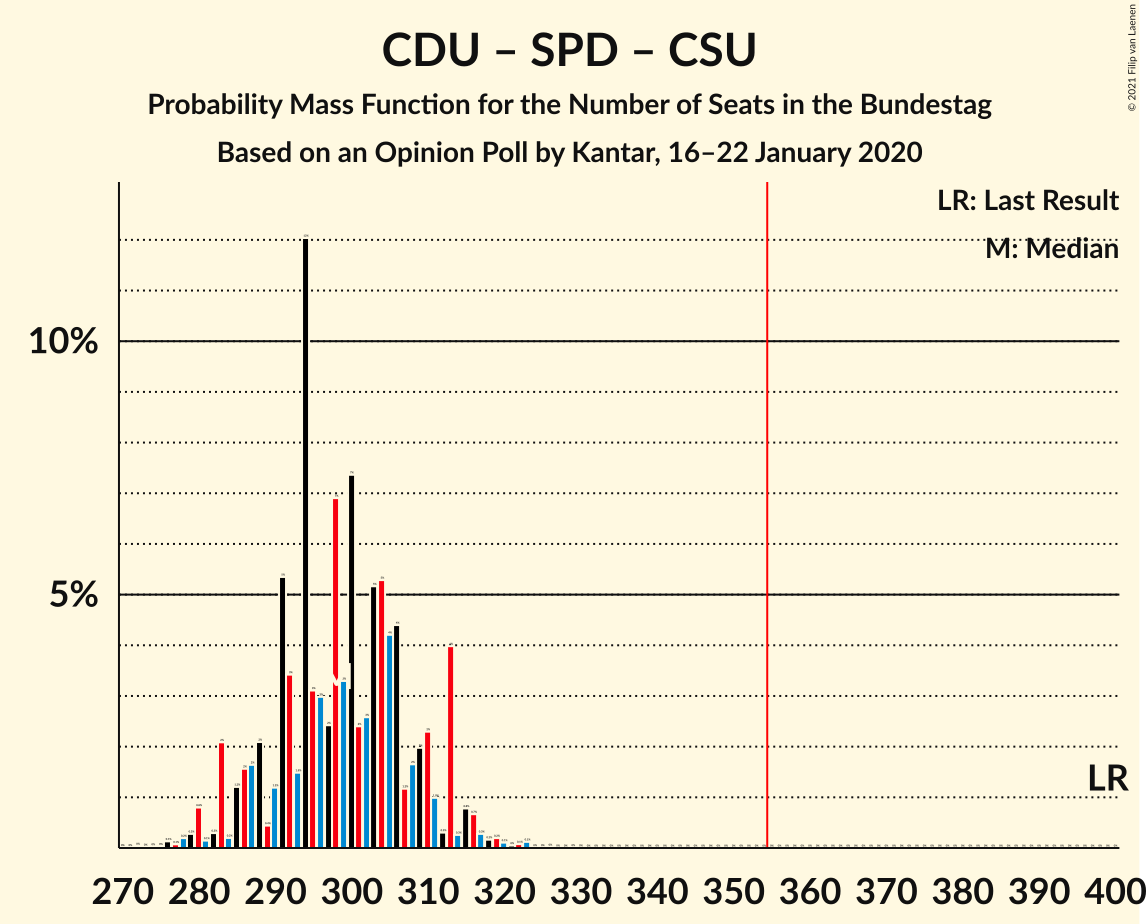 CDU – SPD – CSU
Probability Mass Function for the Number of Seats in the Bundestag
Based on an Opinion Poll by Kantar, 16–22 January 2020
© 2021 Filip van Laenen
LR: Last Result
M: Median
10%
5%
LR
270 280 290 300 310 320 330 340 350 360 370 380 390 400